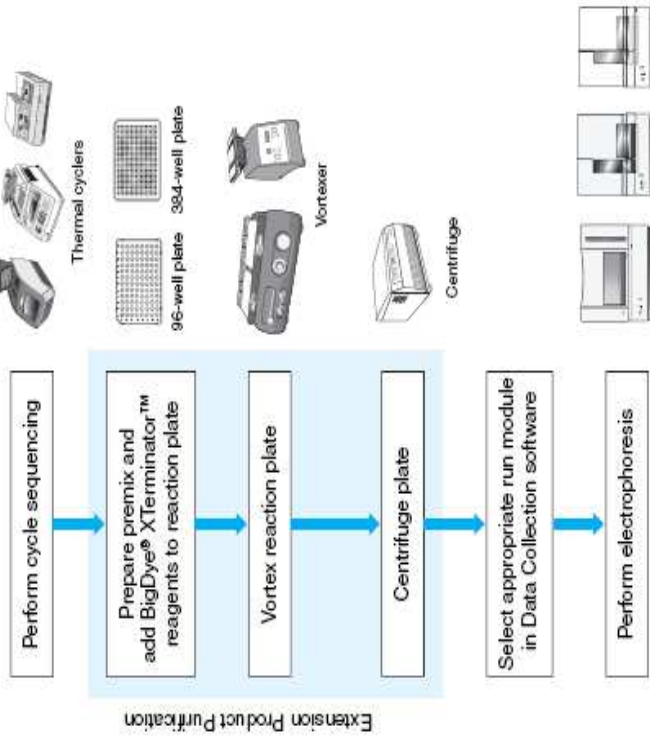 Perform cycle sequencing
Thermal cyclers
Extension Product Purification
Prepare premix and
add BigDye® XTerminator™
reagents to reaction plate
96-well plate
384-well plate
Vortex reaction plate
Vortexer
Centrifuge plate
Centrifuge
Select appropriate run module
in Data Collection software
Perform electrophoresis